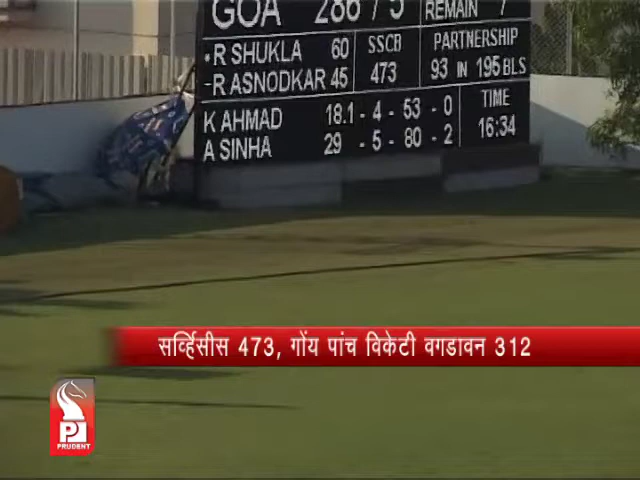 GOA 286 / 5 REMAIN 7
R SHUKLA 60 SSCB PARTNERSHIP
R ASNODKAR 45 473 93 IN 195 BLS
K AHMAD 18.1 - 4 - 53 - 0 TIME
A SINHA 29 - 5 - 80 - 2 16:34
सर्व्हिसीस 473, गोंय पांच विकेटी वगडावन 312
PRUDENT